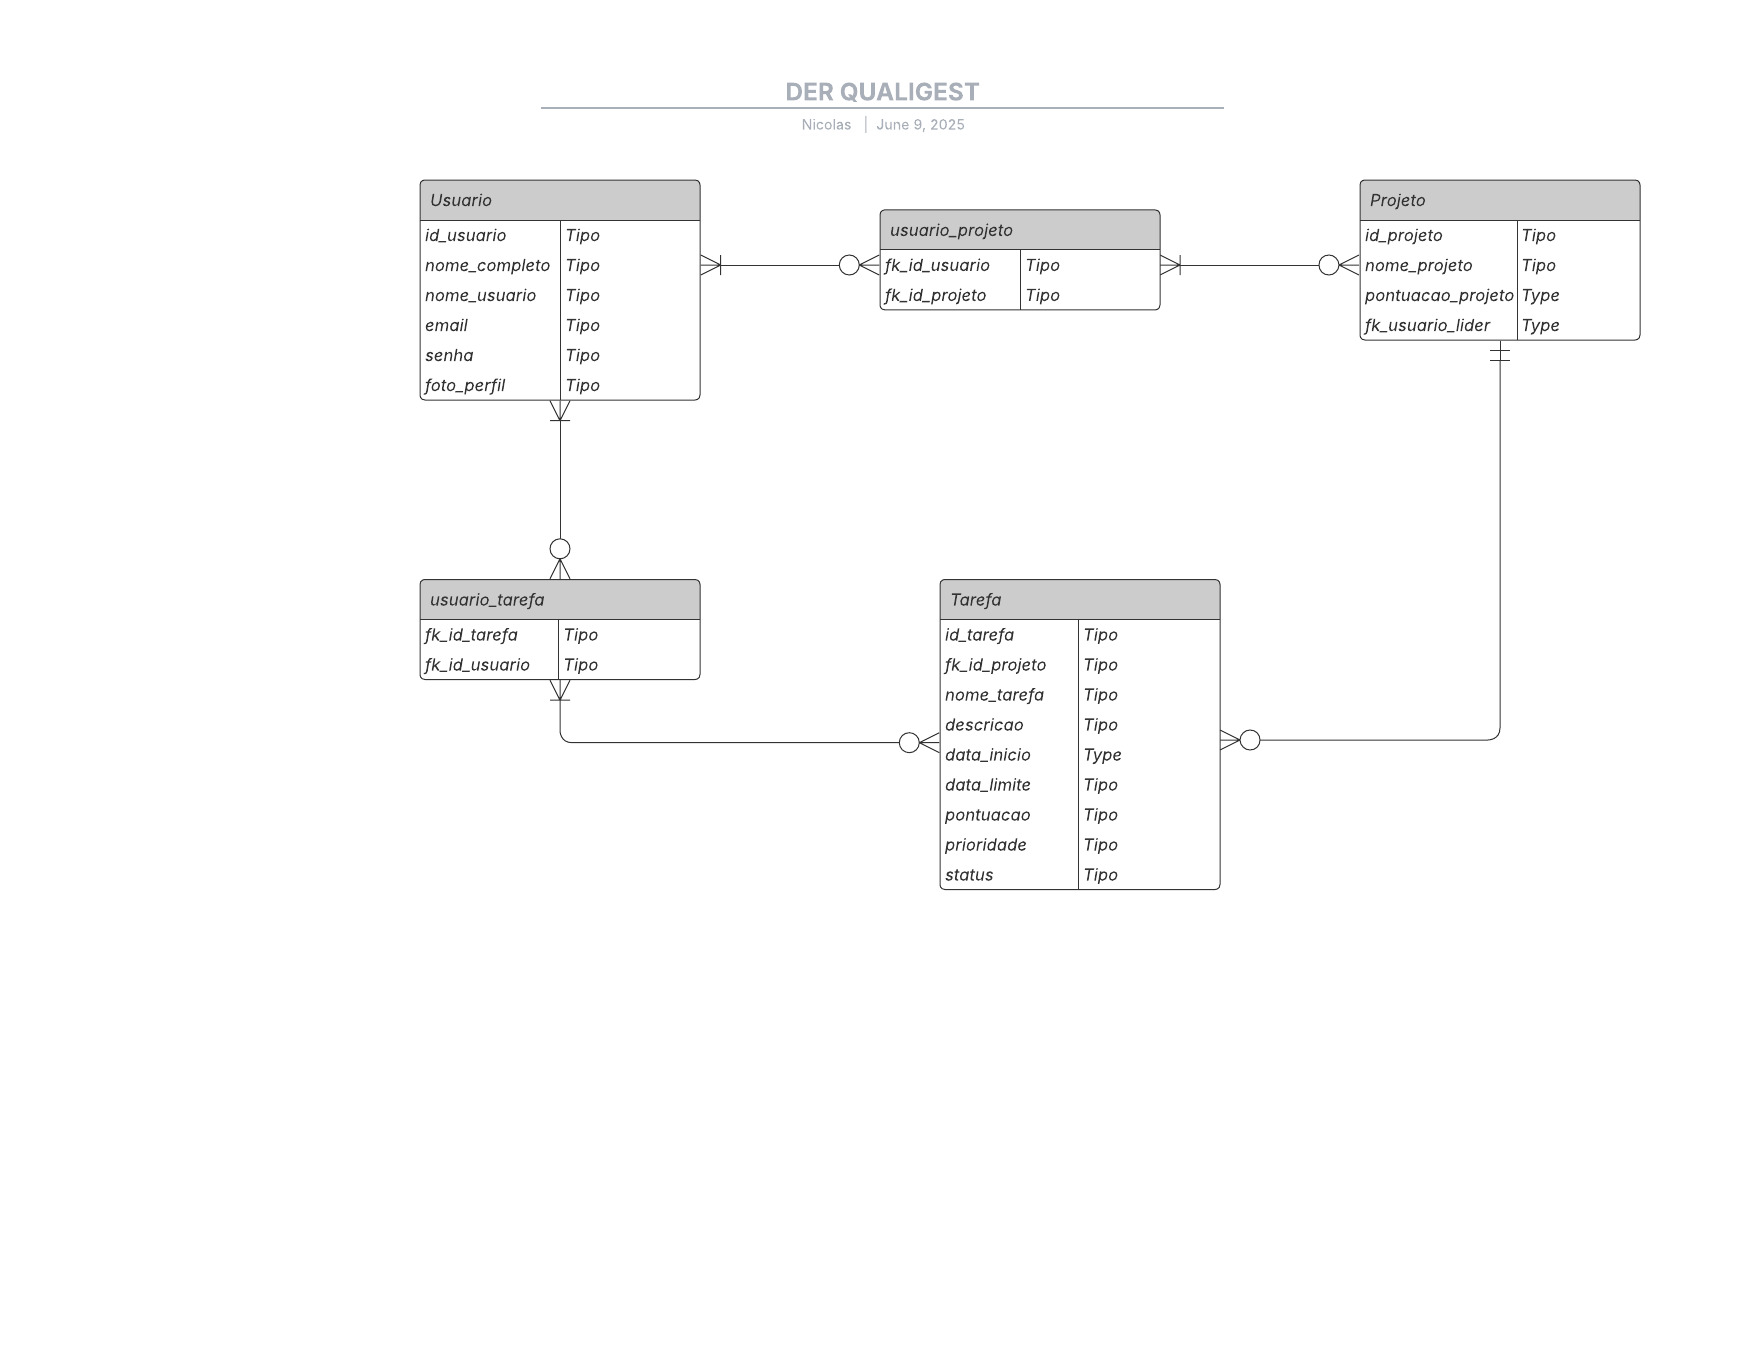 DER QUALIGEST
Nicolas | June 9, 2025
Usuario
id_usuario Tipo
nome_completo Tipo
nome_usuario Tipo
email Tipo
senha Tipo
foto_perfil Tipo
usuario_projeto
fk_id_usuario Tipo
fk_id_projeto Tipo
Projeto
id_projeto Tipo
nome_projeto Tipo
pontuacao_projeto Type
fk_usuario_lider Type
usuario_tarefa
fk_id_tarefa Tipo
fk_id_usuario Tipo
Tarefa
id_tarefa Tipo
fk_id_projeto Tipo
nome_tarefa Tipo
descricao Tipo
data_inicio Type
data_limite Tipo
pontuacao Tipo
prioridade Tipo
status Tipo